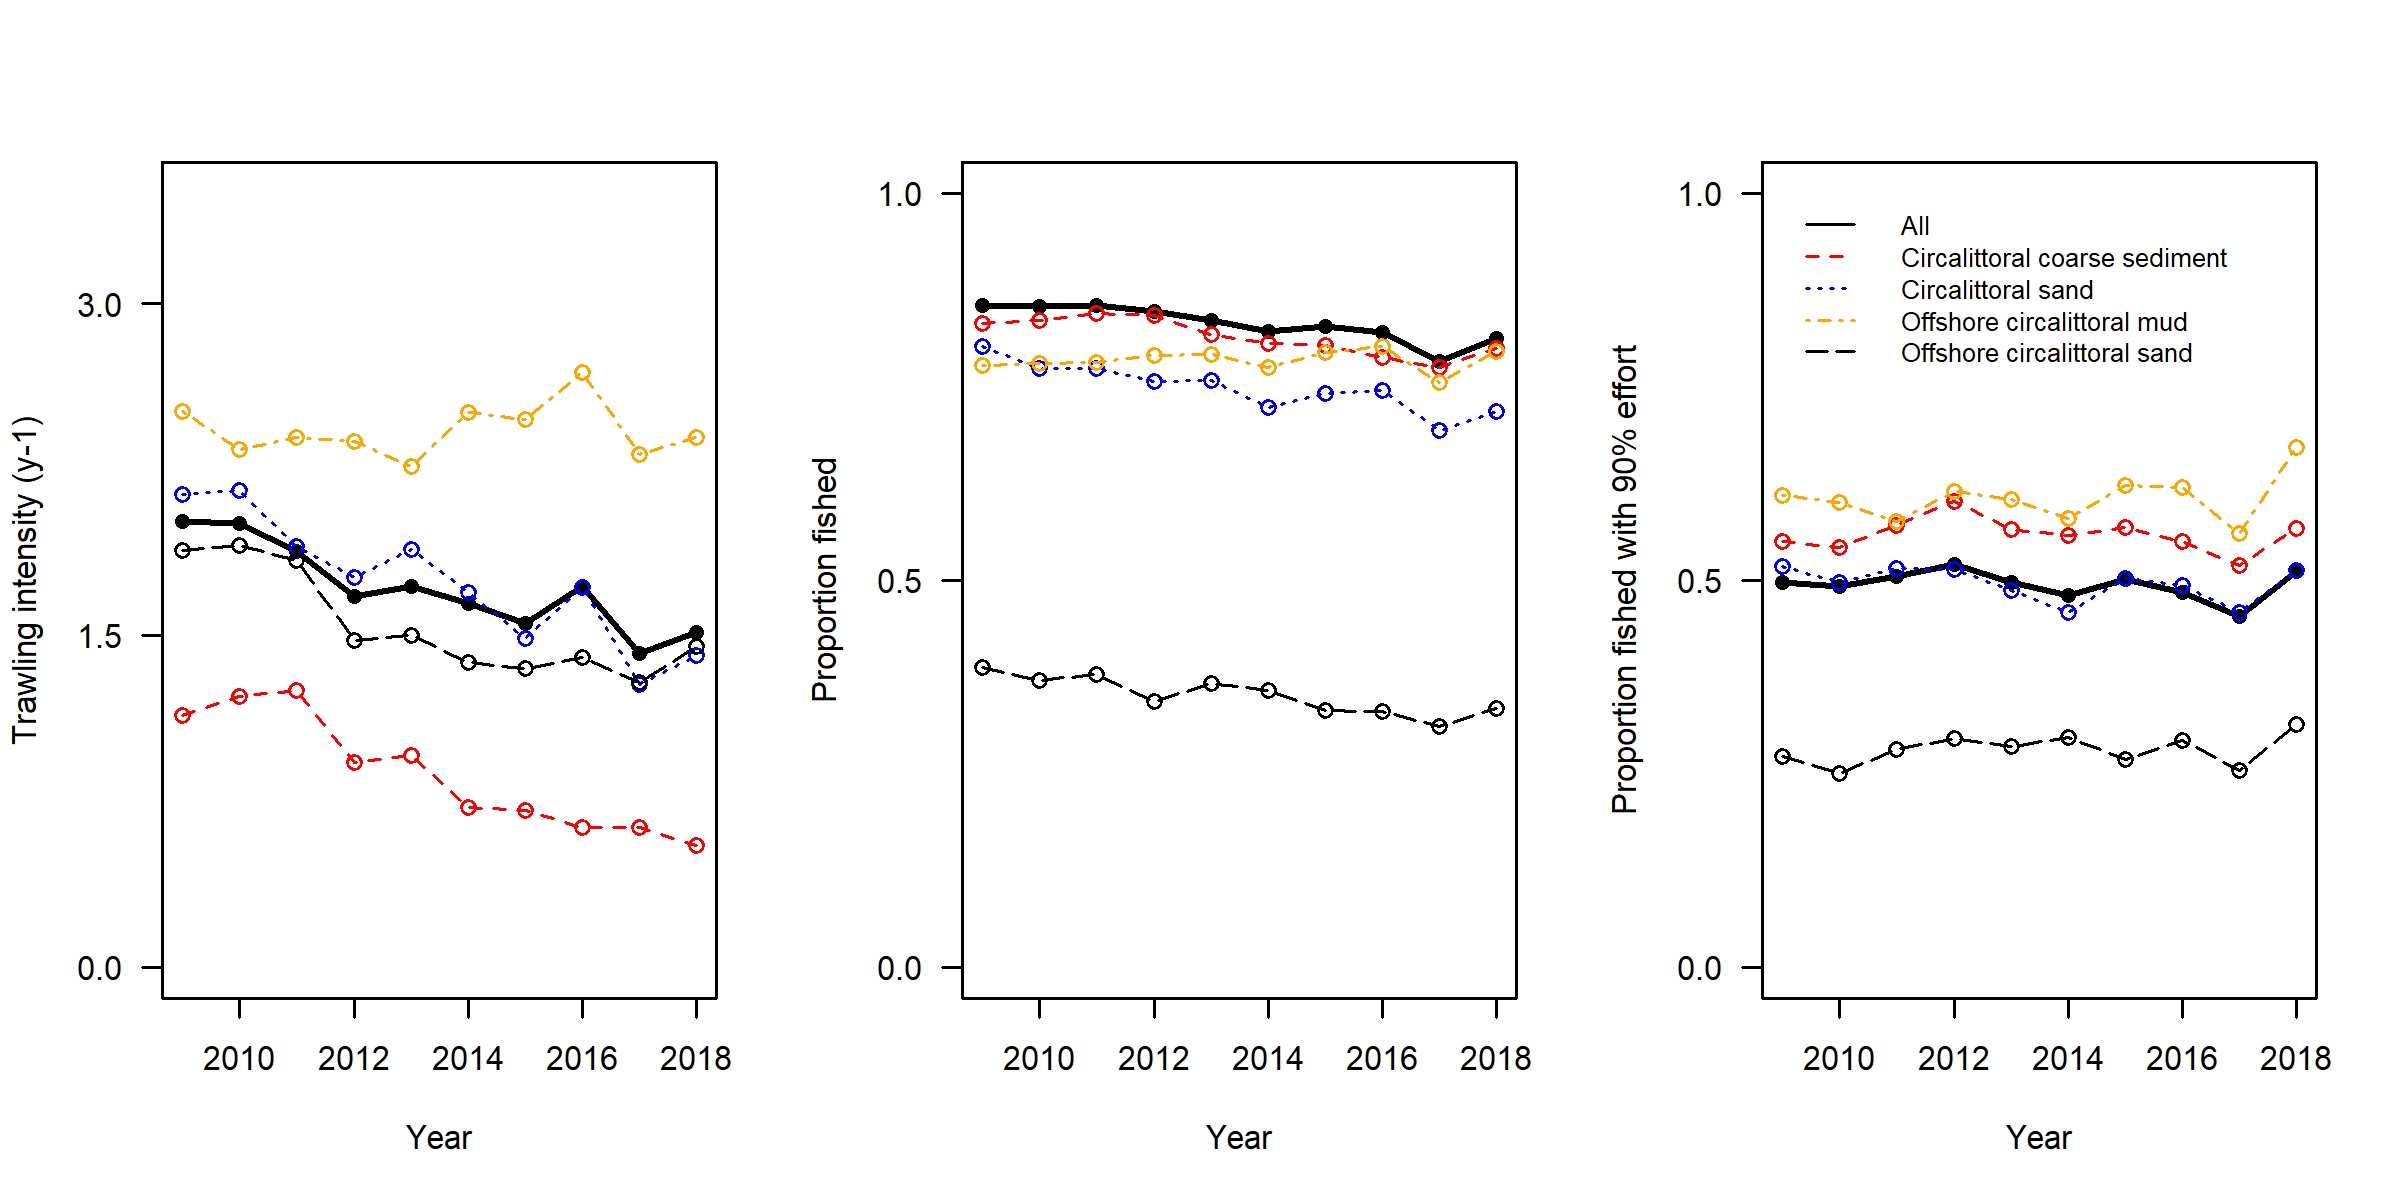 Trawling intensity (y-1)
3.0
1.5
0.0
2010 2012 2014 2016 2018
Year
Proportion fished
1.0
0.5
0.0
2010 2012 2014 2016 2018
Year
Proportion fished with 90% effort
1.0
0.5
0.0
All
Circalittoral coarse sediment
Circalittoral sand
Offshore circalittoral mud
Offshore circalittoral sand
2010 2012 2014 2016 2018
Year